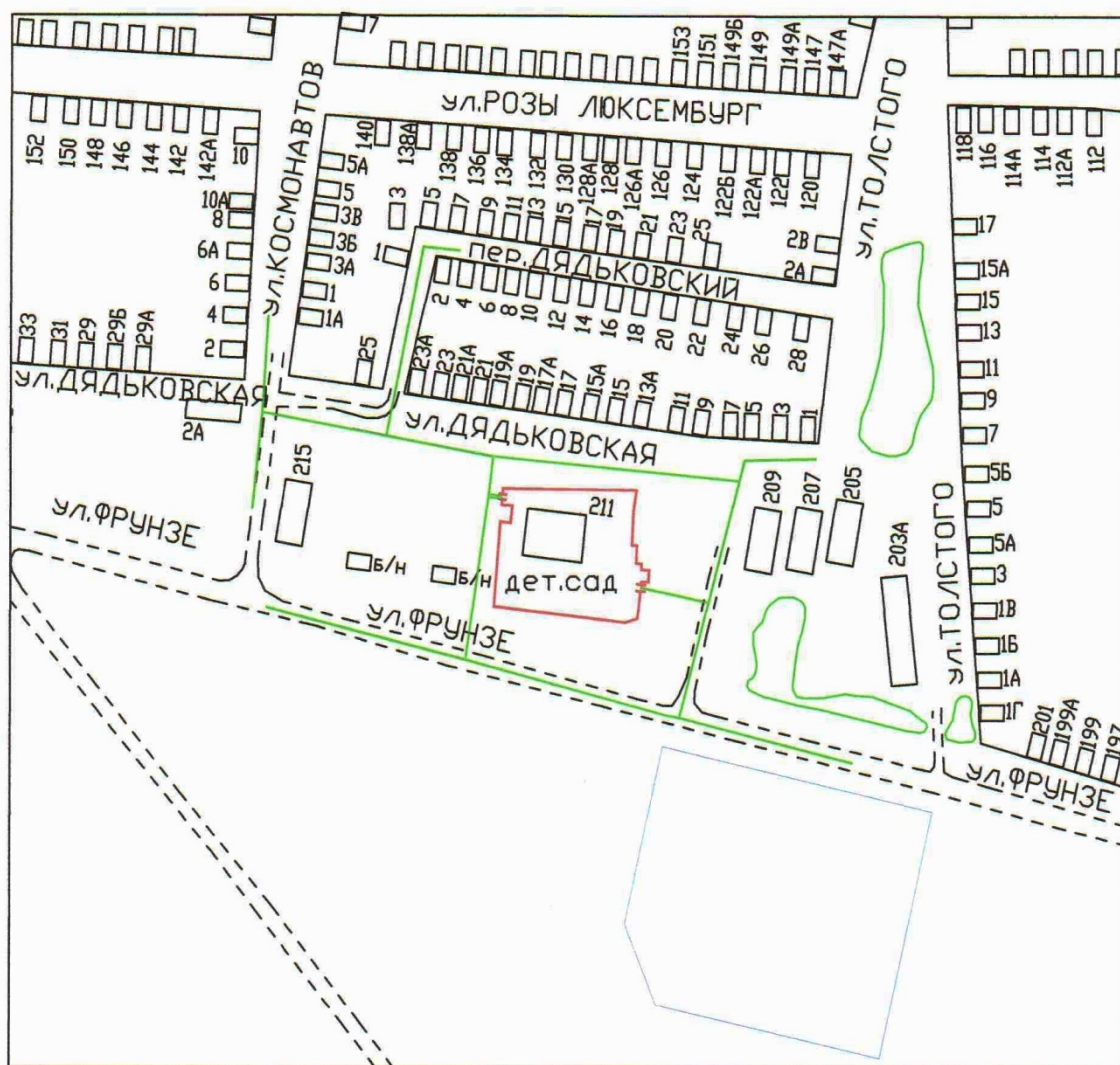 7
153
151
149Б
149
149А
147
147А
ул.РОЗЫ ЛЮКСЕМБУРГ
ул.ТОЛСТОГО
ул.КОСМОНАВТОВ
152
150
148
146
144
142
142А
10
140
138А
138
136
134
132
130
128А
128
126А
126
124
122Б
122А
122
120
118
116
114А
114
112А
112
10А
8
6А
6
4
2
5А
5
3В
3Б
3А
1
1А
3
1
5
7
9
11
13
15
17
19
21
23
25
2В
2А
пер.ДЯДЬКОВСКИЙ
2
4
6
8
10
12
14
16
18
20
22
24
26
28
17
15А
15
13
11
9
7
5Б
5
5А
3
1В
1Б
1А
1Г
33
31
29
29Б
29А
25
23А
23
21А
21
19А
19
17А
17
15А
15
13А
11
9
7
5
3
1
ул.ДЯДЬКОВСКАЯ
2А
ул.ДЯДЬКОВСКАЯ
215
211
209
207
205
203А
ул.ТОЛСТОГО
ул.ФРУНЗЕ
Б/Н
Б/Н
дет.сад
ул.ФРУНЗЕ
201
199А
199
197
ул.ФРУНЗЕ